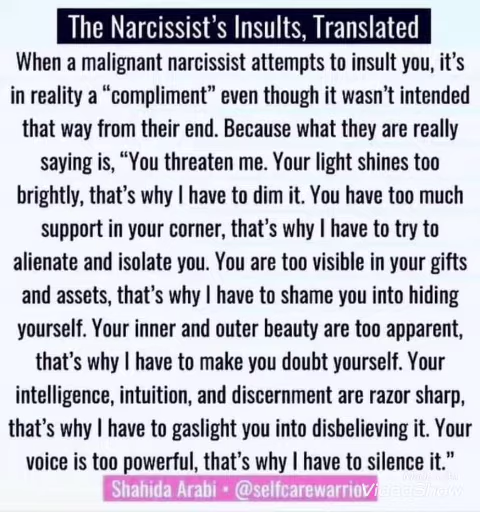 The Narcissist's Insults, Translated
When a malignant narcissist attempts to insult you, it's
in reality a “compliment” even though it wasn't intended
that way from their end. Because what they are really
saying is, “You threaten me. Your light shines too
brightly, that's why I have to dim it. You have too much
support in your corner, that's why I have to try to
alienate and isolate you. You are too visible in your gifts
and assets, that's why I have to shame you into hiding
yourself. Your inner and outer beauty are too apparent,
that's why I have to make you doubt yourself. Your
intelligence, intuition, and discernment are razor sharp,
that's why I have to gaslight you into disbelieving it. Your
voice is too powerful, that's why I have to silence it.”
Shahida Arabi • @selfcarewarrior
VideoShow